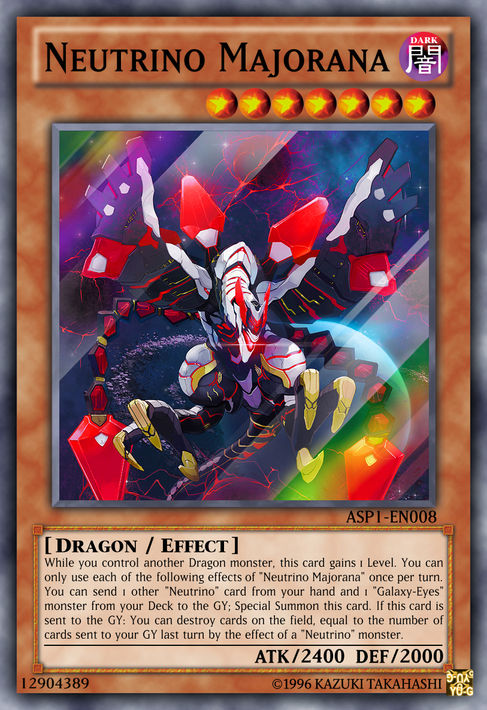 NEUTRINO MAJORANA
DARK
闇
ASP1-EN008
[ DRAGON / EFFECT ]
While you control another Dragon monster, this card gains 1 Level. You can
only use each of the following effects of "Neutrino Majorana" once per turn.
You can send 1 other "Neutrino" card from your hand and 1 "Galaxy-Eyes"
monster from your Deck to the GY; Special Summon this card. If this card is
sent to the GY: You can destroy cards on the field, equal to the number of
cards sent to your GY last turn by the effect of a "Neutrino" monster.
ATK/2400 DEF/2000
12904389
©1996 KAZUKI TAKAHASHI